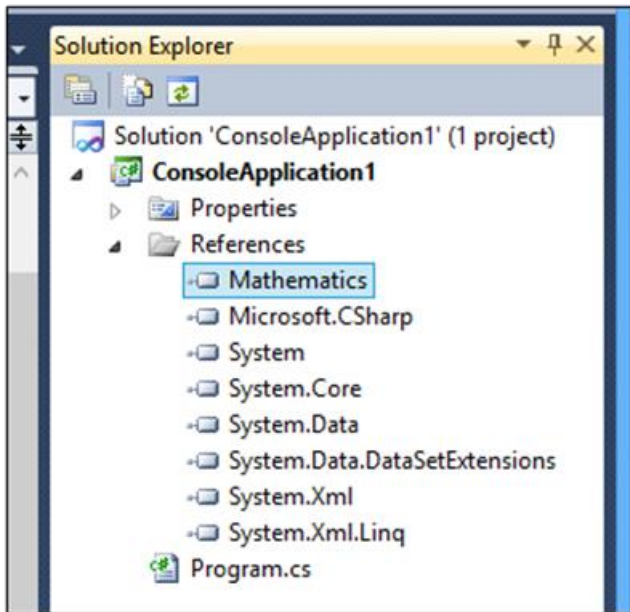 Solution Explorer
Solution 'ConsoleApplication1' (1 project)
ConsoleApplication1
Properties
References
Mathematics
Microsoft.CSharp
System
System.Core
System.Data
System.Data.DataSetExtensions
System.Xml
System.Xml.Linq
Program.cs